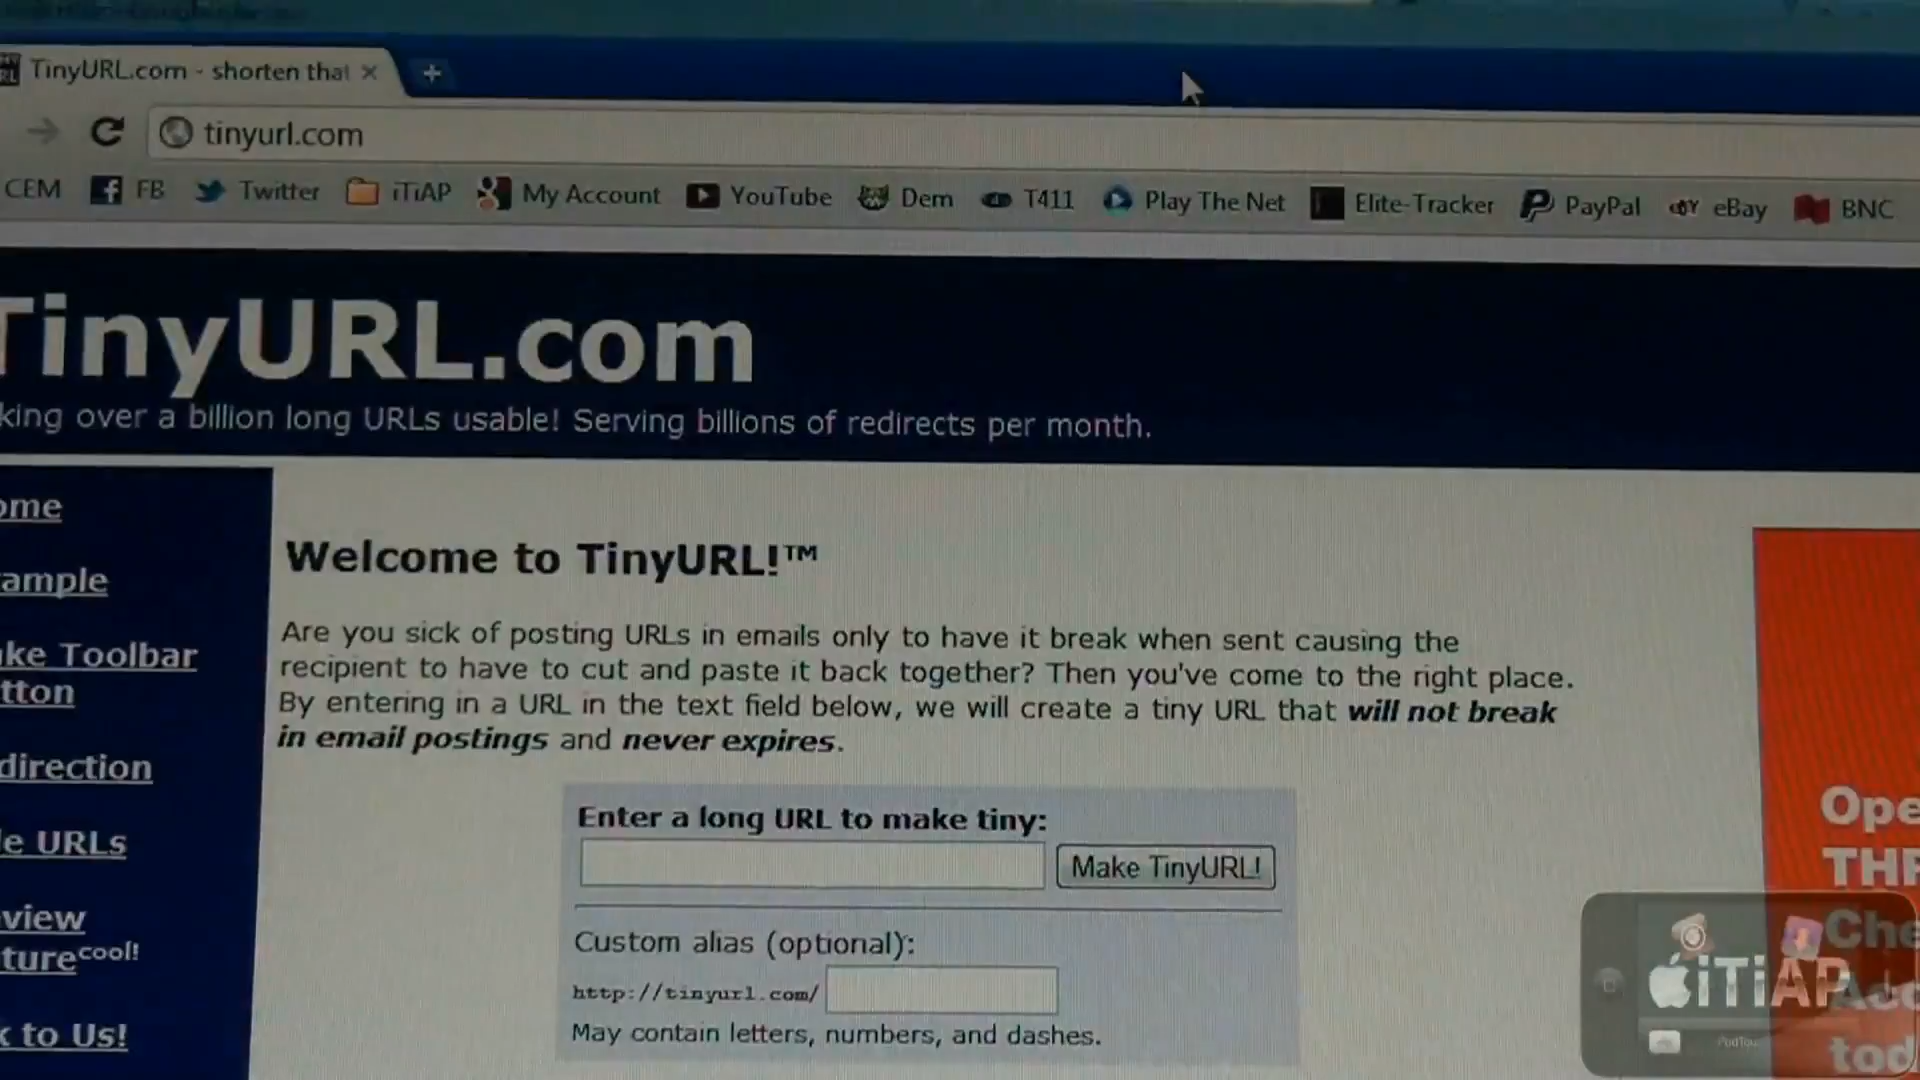 TinyURL.com - shorten that
tinyurl.com
CEM FB Twitter iTiAP My Account YouTube Dem T411 Play The Net Elite-Tracker PayPal eBay BNC
TinyURL.com
king over a billion long URLs usable! Serving billions of redirects per month.
ome
ample
ke Toolbar
tton
direction
e URLs
view
turecool!
k to Us!
Welcome to TinyURL!™
Are you sick of posting URLs in emails only to have it break when sent causing the
recipient to have to cut and paste it back together? Then you've come to the right place.
By entering in a URL in the text field below, we will create a tiny URL that will not break
in email postings and never expires.
Enter a long URL to make tiny:
Make TinyURL!
Custom alias (optional):
http://tinyurl.com/
May contain letters, numbers, and dashes.
Ope
THR
Che
Acc
tod
iTiAP